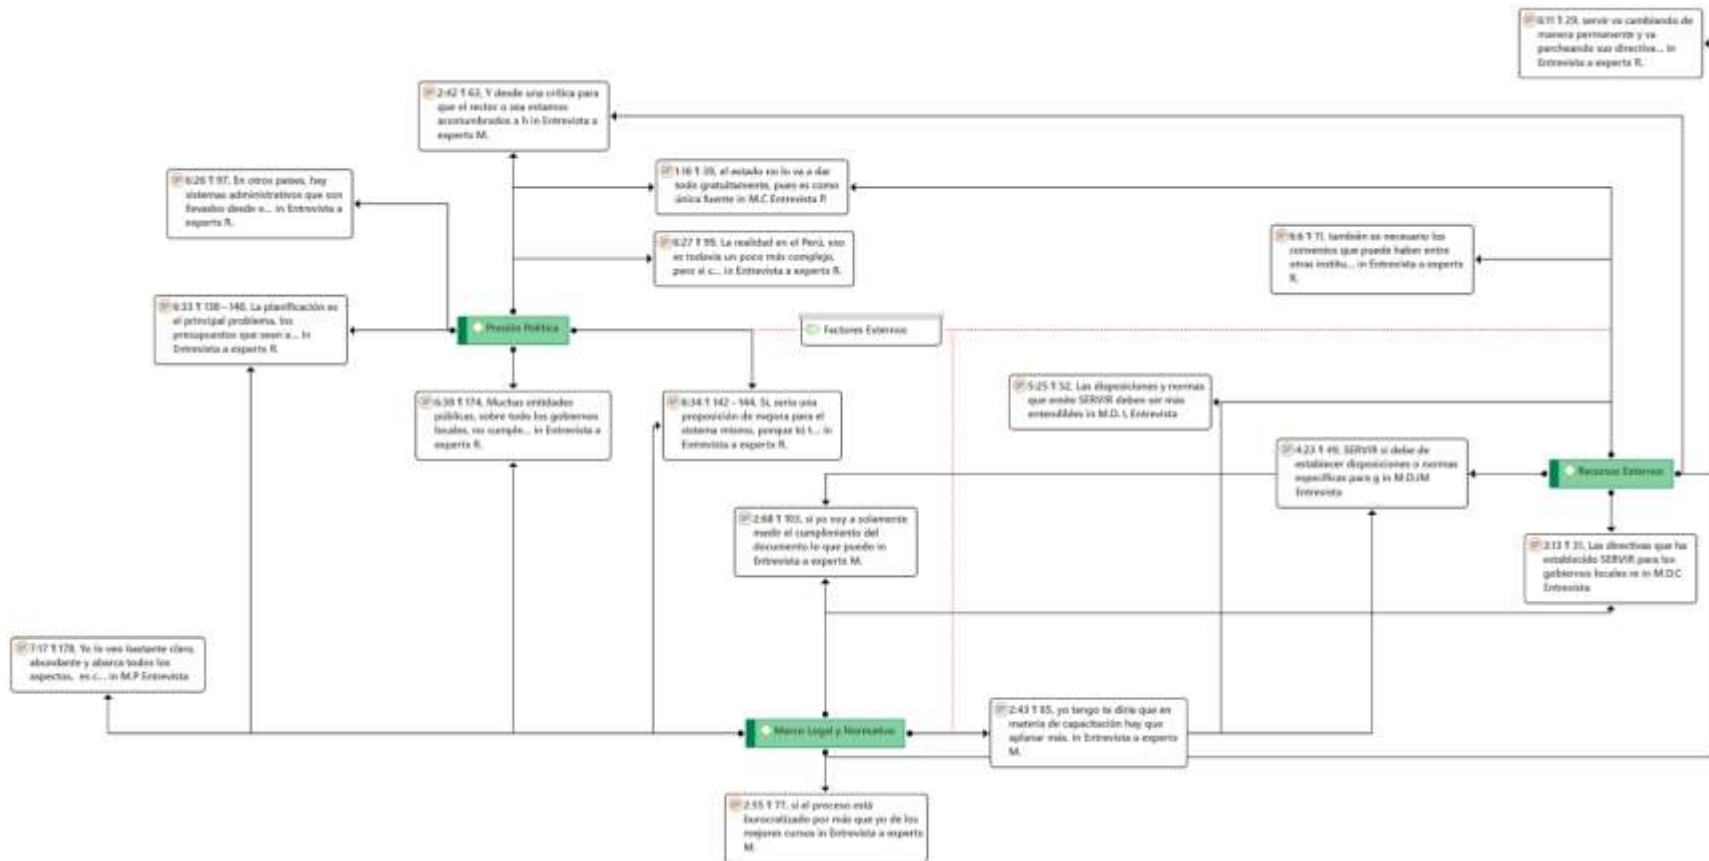 6:11 ¶ 29, servir va cambiando de
manera permanente y va
parcheando sus directiva... in
Entrevista a experto R.
2:42 ¶ 63, Y desde una crítica para
que el rector o sea estamos
acostumbrados a h in Entrevista a
experto M.
1:16 ¶ 39, el estado no lo va a dar
todo gratuitamente, pues es como
única fuente in M.C Entrevista P.
6:26 ¶ 97, En otros países, hay
sistemas administrativos que son
llevados desde e... in Entrevista a
experto R.
6:27 ¶ 99, La realidad en el Perú, eso
es todavía un poco más complejo,
pero sí c... in Entrevista a experto R.
6:6 ¶ 11, también es necesario los
convenios que puede haber entre
otras institu... in Entrevista a experto
R.
6:33 ¶ 138 – 140, La planificación es
el principal problema, los
presupuestos que sean a... in
Entrevista a experto R.
Presión Política
Factores Externos
6:38 ¶ 174, Muchas entidades
públicas, sobre todo los gobiernos
locales, no cumple... in Entrevista a
experto R.
6:34 ¶ 142 – 144, Sí, sería una
proposición de mejora para el
sistema mismo, porque in
Entrevista a experto R.
5:25 ¶ 52, Las disposiciones y normas
que emite SERVIR deben ser más
entendibles in M.D. L Entrevista
4:23 ¶ 49, SERVIR si debe de
establecer disposiciones o normas
específicas para g in M.D.JM
Entrevista
Recursos Externos
2:68 ¶ 103, si yo voy a solamente
medir el cumplimiento del
documento lo que puedo in
Entrevista a experto M.
3:13 ¶ 31, Las directivas que ha
establecido SERVIR para los
gobiernos locales in M.D.C
Entrevista
7:17 ¶ 178, Yo lo veo bastante claro,
abundante y abarca todos los
aspectos, es c... in M.P Entrevista
Marco Legal y Normativo
2:43 ¶ 65, yo tengo te diría que en
materia de capacitación hay que
aplanar más, in Entrevista a experto
M.
2:55 ¶ 77, si el proceso está
burocratizado por más que yo de los
mejores cursos in Entrevista a experto
M.